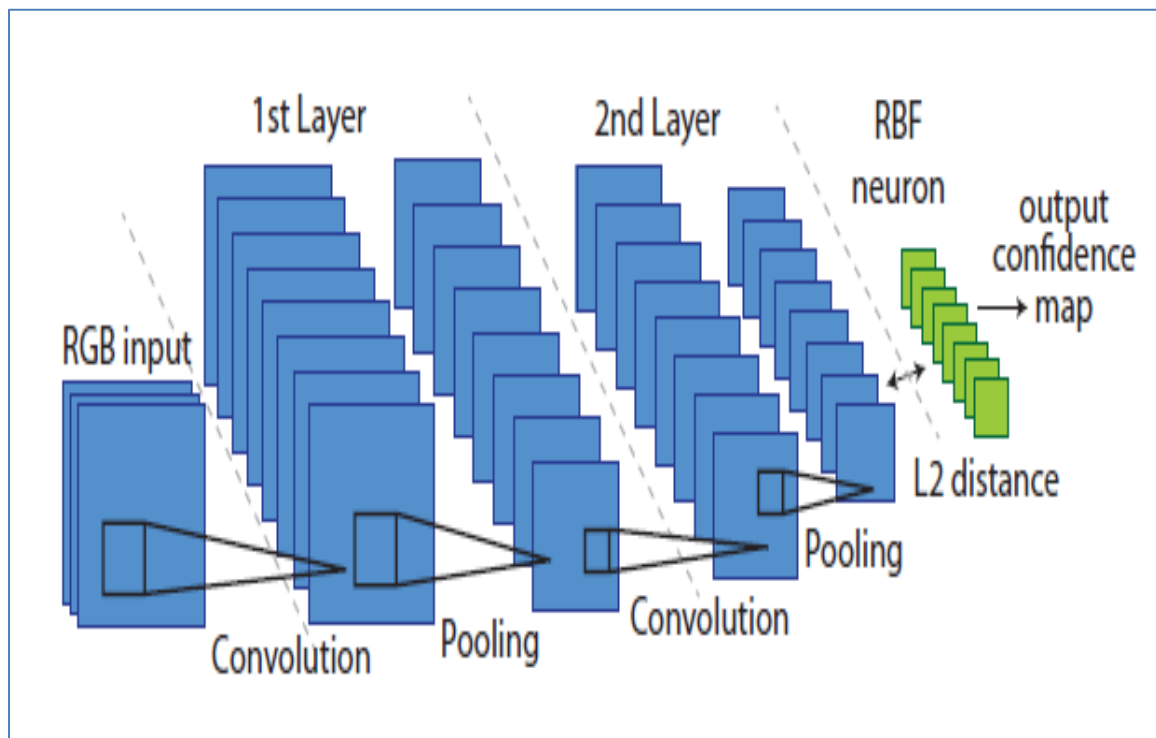 1st Layer
2nd Layer
RBF
neuron
output
confidence
map
RGB input
L2 distance
Pooling
Convolution
Pooling
Convolution